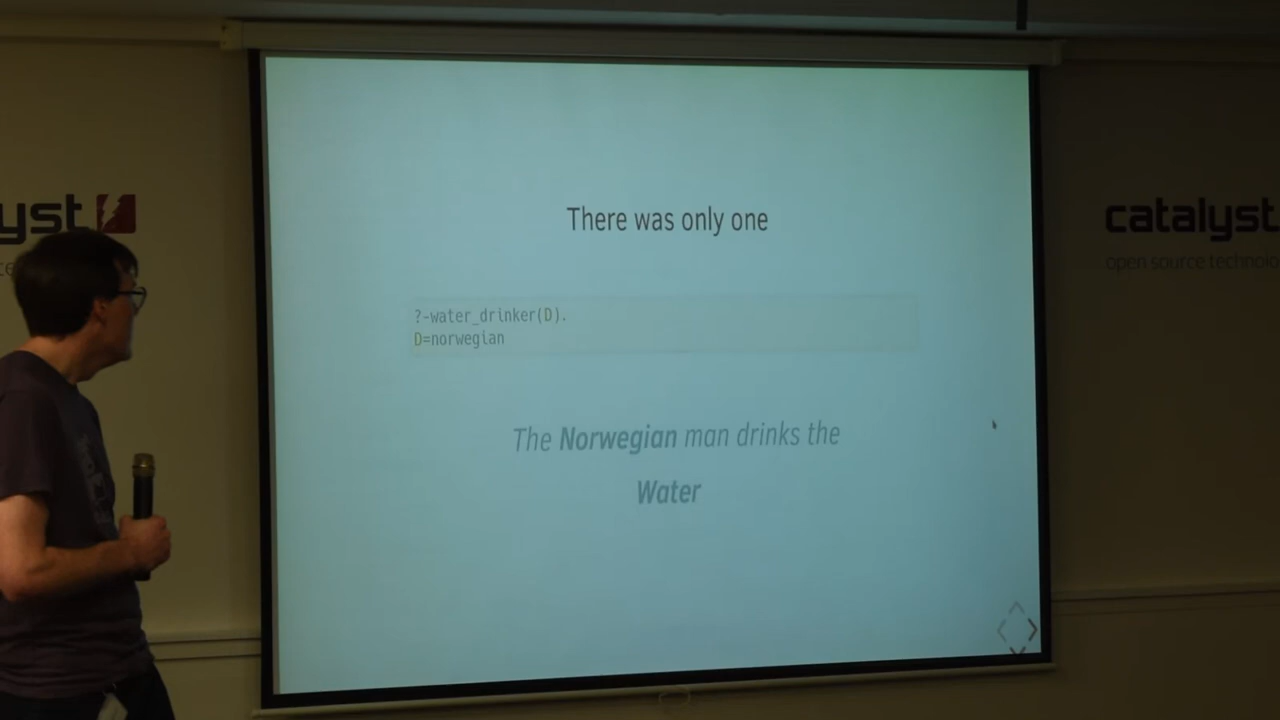 There was only one
?-water_drinker(D).
D=norwegian
The Norwegian man drinks the
Water
yst
catalyst
open source technolo